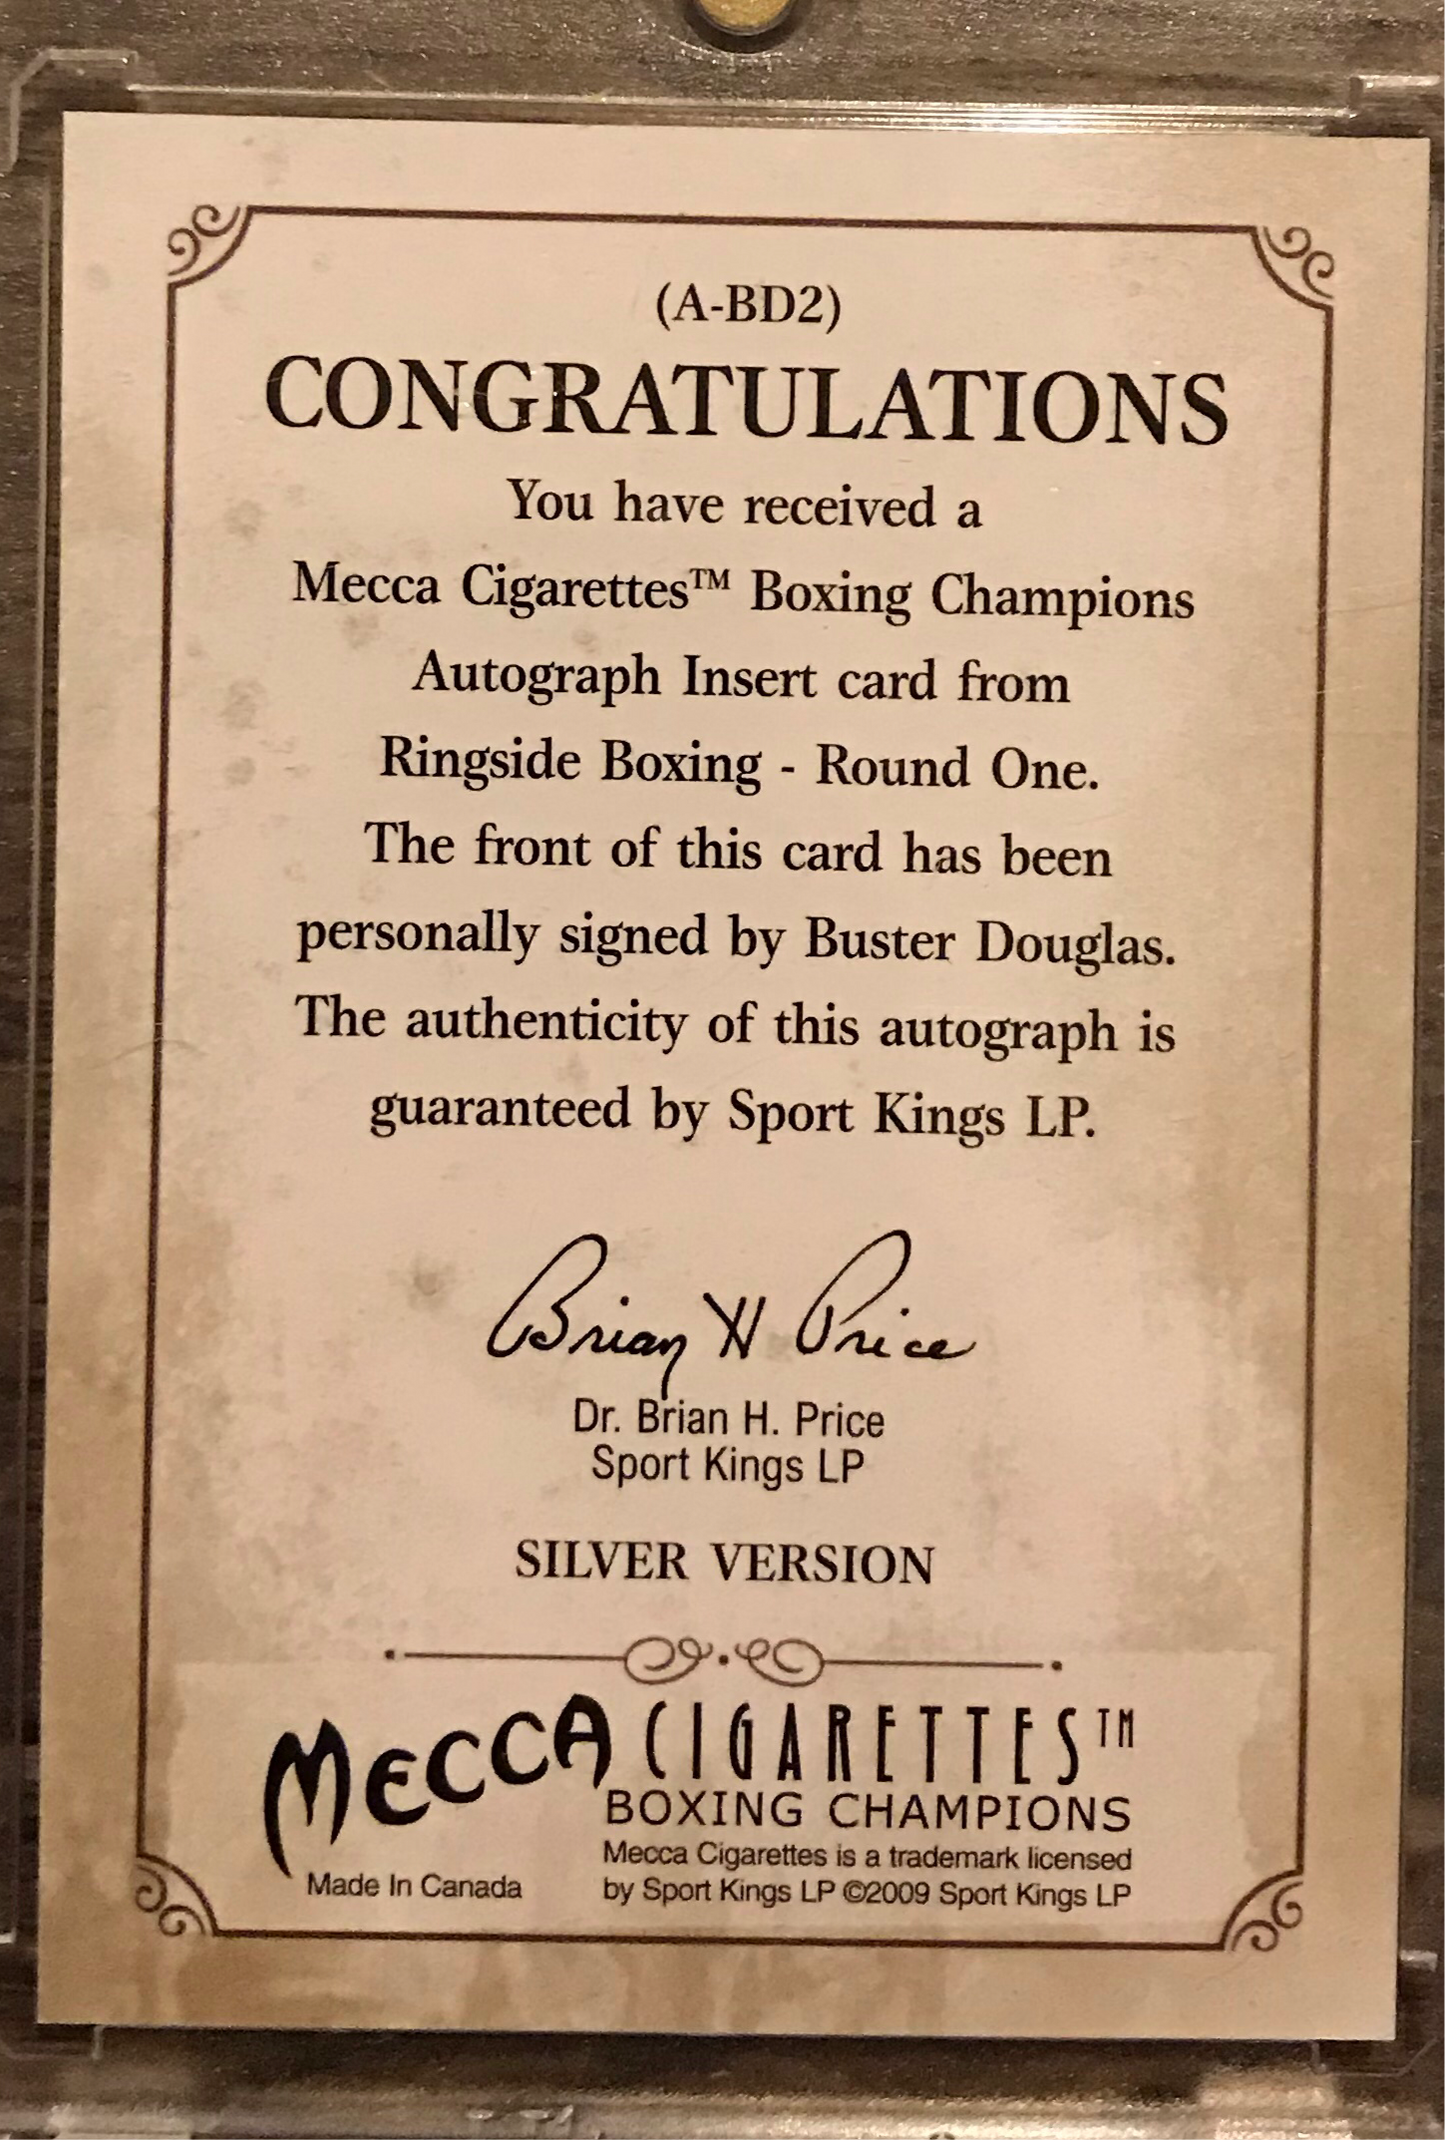 (A-BD2)
CONGRATULATIONS
You have received a
Mecca Cigarettes™ Boxing Champions
Autograph Insert card from
Ringside Boxing - Round One.
The front of this card has been
personally signed by Buster Douglas.
The authenticity of this autograph is
guaranteed by Sport Kings LP.
Brian H Price
Dr. Brian H. Price
Sport Kings LP
SILVER VERSION
MECCA CIGARETTES™
BOXING CHAMPIONS
Mecca Cigarettes is a trademark licensed
Made In Canada by Sport Kings LP ©2009 Sport Kings LP